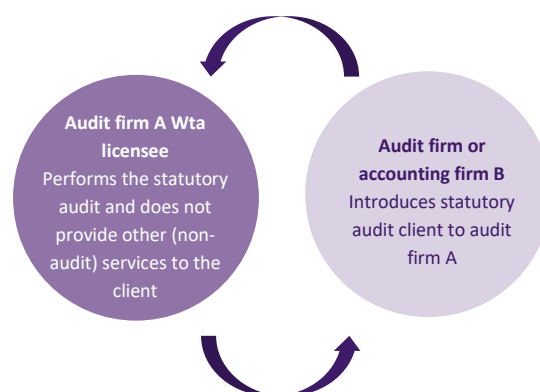 Audit firm A Wta
licensee
Performs the statutory
audit and does not
provide other (non-
audit) services to the
client
Audit firm or
accounting firm B
Introduces statutory
audit client to audit
firm A